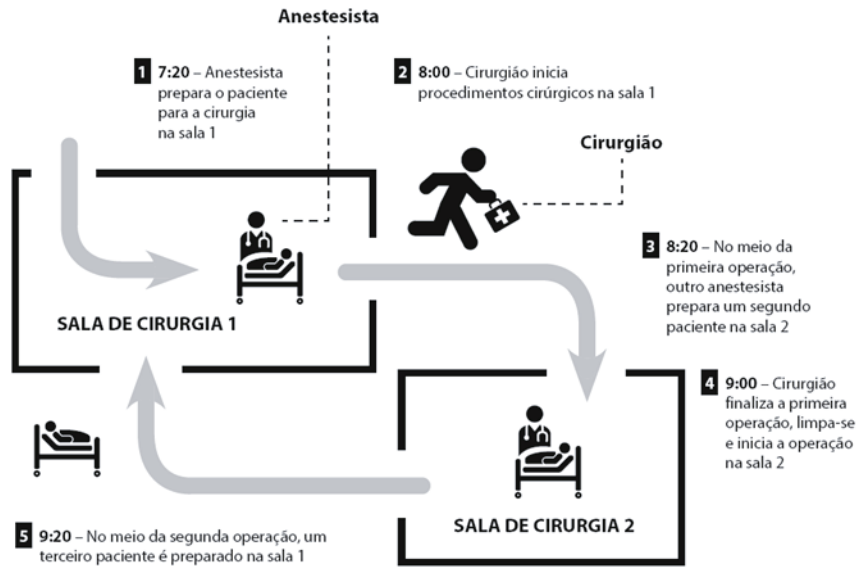 Anestesista
1 7:20 – Anestesista
prepara o paciente
para a cirurgia
na sala 1
2 8:00 – Cirurgião inicia
procedimentos cirúrgicos na sala 1
Cirurgião
3 8:20 – No meio da
primeira operação,
outro anestesista
prepara um segundo
paciente na sala 2
SALA DE CIRURGIA 1
4 9:00 – Cirurgião
finaliza a primeira
operação, limpa-se
e inicia a operação
na sala 2
SALA DE CIRURGIA 2
5 9:20 – No meio da segunda operação, um
terceiro paciente é preparado na sala 1